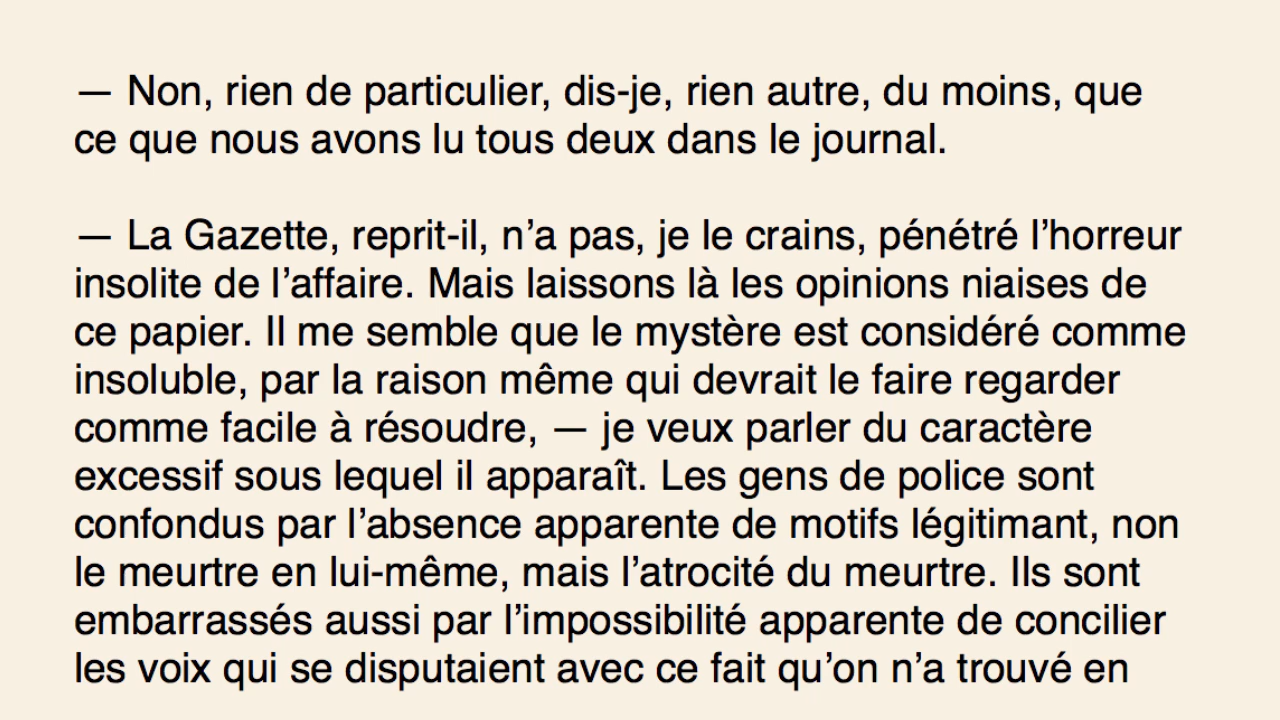 — Non, rien de particulier, dis-je, rien autre, du moins, que
ce que nous avons lu tous deux dans le journal.
— La Gazette, reprit-il, n’a pas, je le crains, pénétré l’horreur
insolite de l’affaire. Mais laissons là les opinions niaises de
ce papier. Il me semble que le mystère est considéré comme
insoluble, par la raison même qui devrait le faire regarder
comme facile à résoudre, — je veux parler du caractère
excessif sous lequel il apparaît. Les gens de police sont
confondus par l’absence apparente de motifs légitimant, non
le meurtre en lui-même, mais l’atrocité du meurtre. Ils sont
embarrassés aussi par l’impossibilité apparente de concilier
les voix qui se disputaient avec ce fait qu’on n’a trouvé en